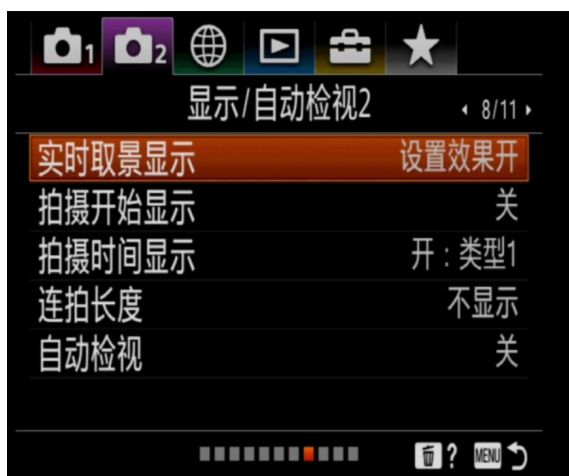 1 2
显示/自动检视2 8/11
实时取景显示 设置效果开
拍摄开始显示 关
拍摄时间显示 开：类型1
连拍长度 不显示
自动检视 关
? MENU